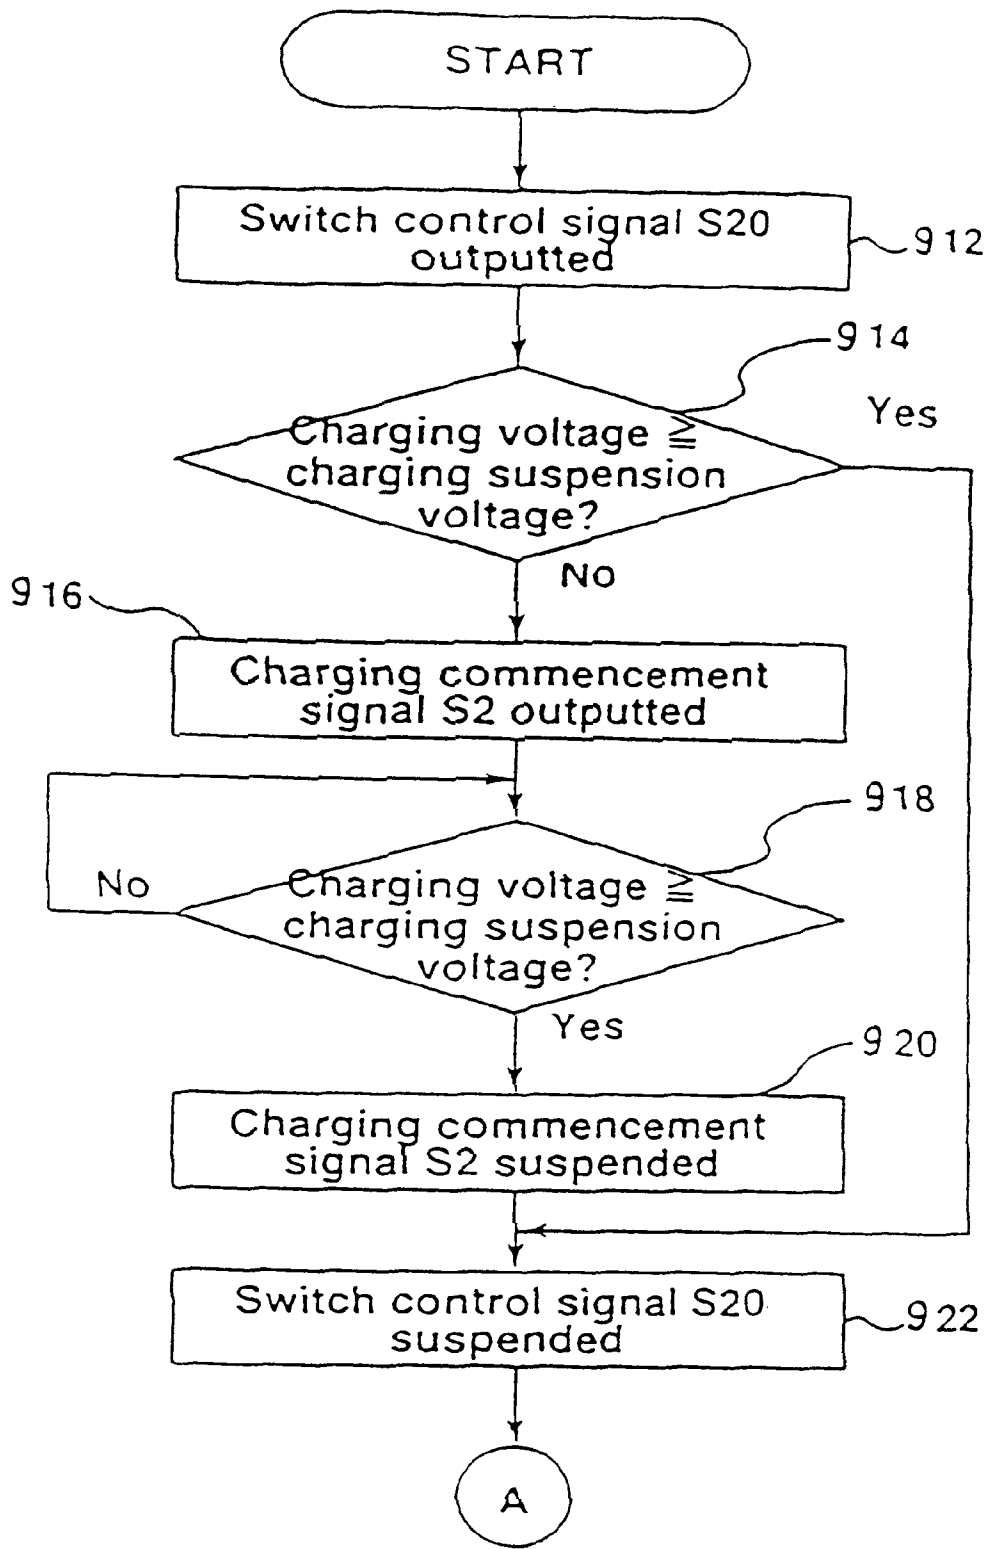 START
Switch control signal S20
outputted
912
914
Yes
Charging voltage ≧
charging suspension
voltage?
No
916
Charging commencement
signal S2 outputted
918
No
Charging voltage ≧
charging suspension
voltage?
Yes
920
Charging commencement
signal S2 suspended
Switch control signal S20
suspended
922
A